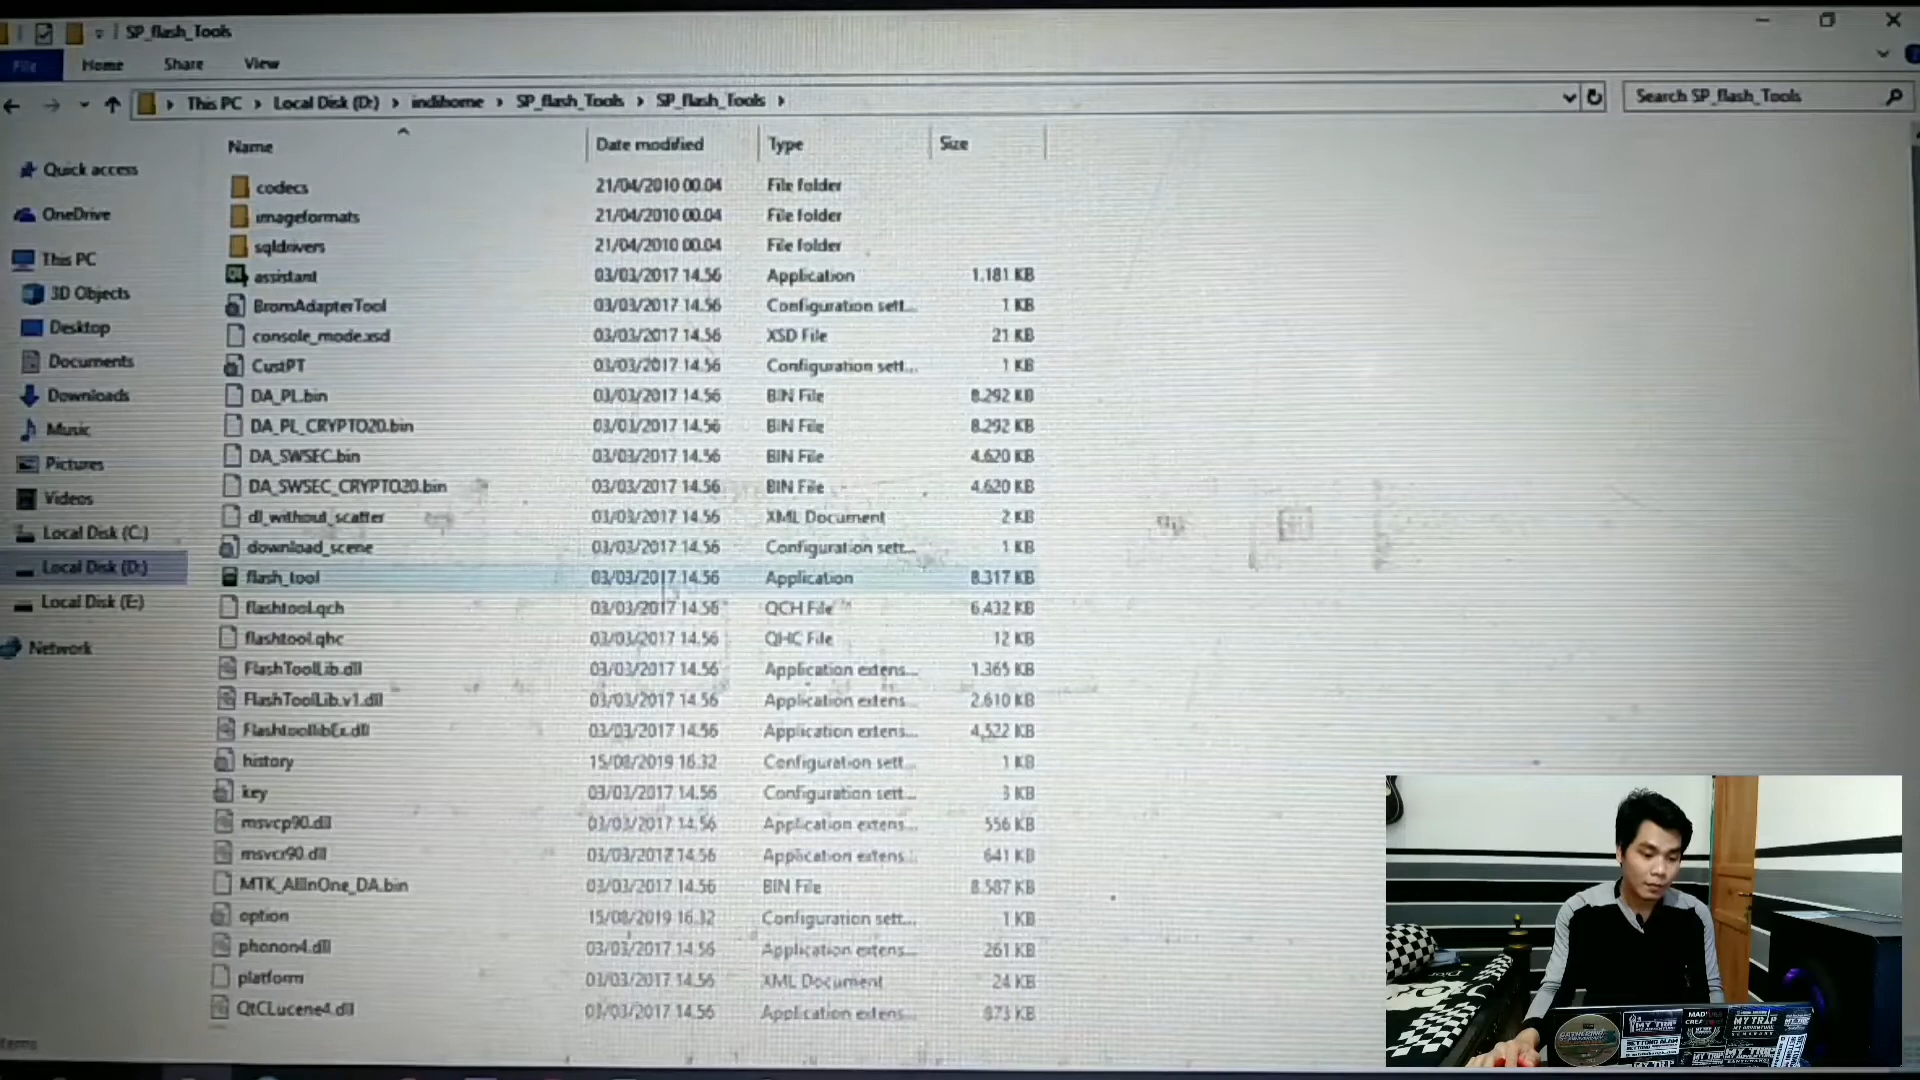 SP_flash_Tools
File Home Share View
This PC Local Disk (D:) indihome SP_flash_Tools SP_flash_Tools
Search SP_flash_Tools
Name Date modified Type Size
Quick access
OneDrive
This PC
3D Objects
Desktop
Documents
Downloads
Music
Pictures
Videos
Local Disk (C:)
Local Disk (D:)
Local Disk (E:)
Network
codecs 21/04/2010 00.04 File folder
imageformats 21/04/2010 00.04 File folder
sqldrivers 21/04/2010 00.04 File folder
assistant 03/03/2017 14.56 Application 1.181 KB
BromAdapterTool 03/03/2017 14.56 Configuration sett... 1 KB
console_mode.xsd 03/03/2017 14.56 XSD File 21 KB
CustPT 03/03/2017 14.56 Configuration sett... 1 KB
DA_PL.bin 03/03/2017 14.56 BIN File 8.292 KB
DA_PL_CRYPTO20.bin 03/03/2017 14.56 BIN File 8.292 KB
DA_SWSEC.bin 03/03/2017 14.56 BIN File 4.620 KB
DA_SWSEC_CRYPTO20.bin 03/03/2017 14.56 BIN File 4.620 KB
dl_without_scatter 03/03/2017 14.56 XML Document 2 KB
download_scene 03/03/2017 14.56 Configuration sett... 1 KB
flash_tool 03/03/2017 14.56 Application 8.317 KB
flashtool.qch 03/03/2017 14.56 QCH File 6.432 KB
flashtool.qhc 03/03/2017 14.56 QHC File 12 KB
FlashToolLib.dll 03/03/2017 14.56 Application extens... 1.365 KB
FlashToolLib.v1.dll 03/03/2017 14.56 Application extens... 2.610 KB
FlashtoollibEx.dll 03/03/2017 14.56 Application extens... 4.522 KB
history 15/08/2019 16.32 Configuration sett... 1 KB
key 03/03/2017 14.56 Configuration sett... 3 KB
msvcp90.dll 03/03/2017 14.56 Application extens... 556 KB
msvcr90.dll 03/03/2017 14.56 Application extens... 641 KB
MTK_AllInOne_DA.bin 03/03/2017 14.56 BIN File 8.587 KB
option 15/08/2019 16.32 Configuration sett... 1 KB
phonon4.dll 03/03/2017 14.56 Application extens... 261 KB
platform 03/03/2017 14.56 XML Document 24 KB
QtCLucene4.dll 03/03/2017 14.56 Application extens... 873 KB
MY TRAP
MY TRIP